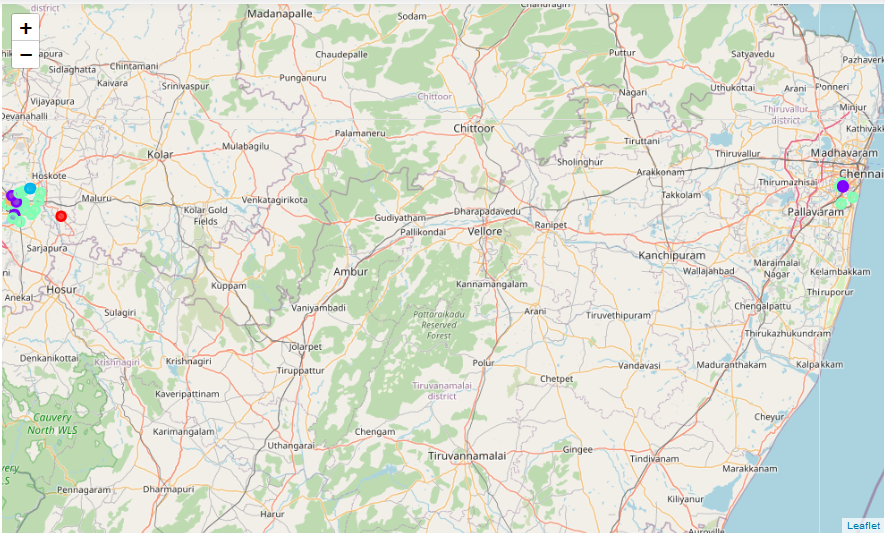 +
−
district
Madanapalle
Sodam
Chaudepalle
Chintamani
Sidlaghatta
Kaivara
Srinivaspur
Punganuru
Vijayapura
Devanahalli
Chittoor
Puttur
Satyavedu
Pazhaverk
Nagari
Uthukottai
Arani
Ponneri
Thiruvallur
district
Minjur
Kathivakk
Chittoor
Palamaneru
Kolar
Mulabagilu
Tiruttani
Sholinghur
Thiruvallur
Madhavaram
Hoskote
Arakkonam
Chennai
Maluru
Venkatagirikota
Takkolam
Thirumazhisai
Kolar Gold
Fields
Gudiyatham
Dharapadavedu
Pallikondai
Vellore
Ranipet
Pallavaram
Sarjapura
Kanchipuram
Ambur
Wallajahbad
Maraimalai
Nagar
Kelambakkam
Anekal
Hosur
Kuppam
Kannamangalam
Thiruporur
Sulagiri
Vaniyambadi
Pattaraikadu
Reserved
Forest
Arani
Tiruvethipuram
Chengalpattu
Thirukazhukundram
Jolarpet
Denkanikottai
Krishnagiri
Krishnagiri
Tiruppattur
Polur
Vandavasi
Maduranthakam
Kalpakkam
Chetpet
Tiruvanamalai
district
Kaveripattinam
Cauvery
North WLS
Cheyur
Karimangalam
Chengam
Uthangarai
Gingee
Tiruvannamalai
Tindivanam
Marakkanam
Pennagaram
Dharmapuri
Kiliyanur
Harur
Auroville
Leaflet